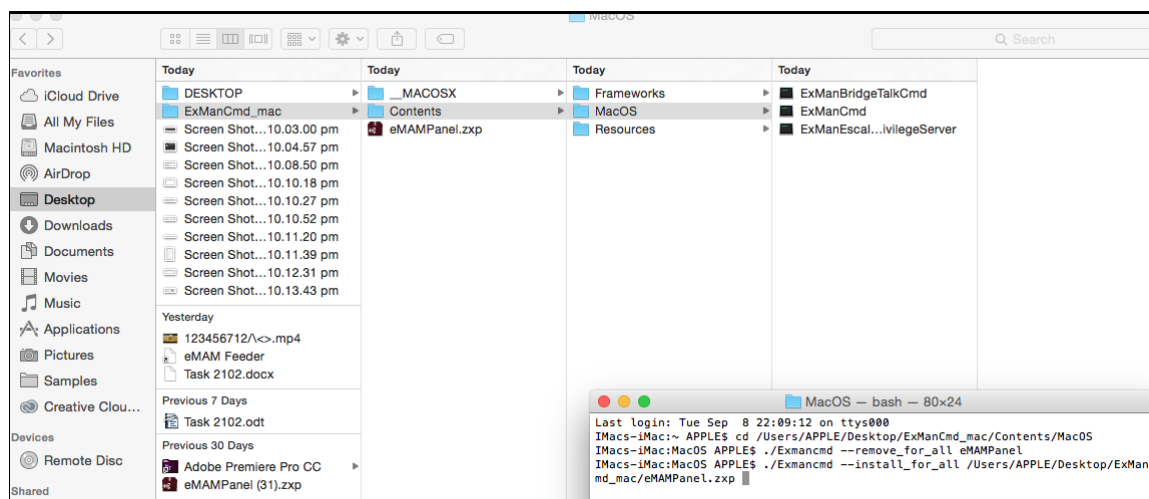 MacOS
Search
Favorites
iCloud Drive
All My Files
Macintosh HD
AirDrop
Desktop
Downloads
Documents
Movies
Music
Applications
Pictures
Samples
Creative Clou...
Devices
Remote Disc
Shared
Today
DESKTOP
ExManCmd_mac
Screen Shot...10.03.00 pm
Screen Shot...10.04.57 pm
Screen Shot...10.08.50 pm
Screen Shot...10.10.18 pm
Screen Shot...10.10.27 pm
Screen Shot...10.10.52 pm
Screen Shot...10.11.20 pm
Screen Shot...10.11.39 pm
Screen Shot...10.12.31 pm
Screen Shot...10.13.43 pm
Yesterday
123456712/\<>.mp4
eMAM Feeder
Task 2102.docx
Previous 7 Days
Task 2102.odt
Previous 30 Days
Adobe Premiere Pro CC
eMAMPanel (31).zxp
Today
__MACOSX
Contents
eMAMPanel.zxp
Today
Frameworks
MacOS
Resources
Today
ExManBridgeTalkCmd
ExManCmd
ExManEscal...ivilegeServer
MacOS — bash — 80×24
Last login: Tue Sep  8 22:09:12 on ttys000
IMacs-iMac:~ APPLE$ cd /Users/APPLE/Desktop/ExManCmd_mac/Contents/MacOS
IMacs-iMac:MacOS APPLE$ ./Exmancmd --remove_for_all eMAMPanel
IMacs-iMac:MacOS APPLE$ ./Exmancmd --install_for_all /Users/APPLE/Desktop/ExMan
md_mac/eMAMPanel.zxp